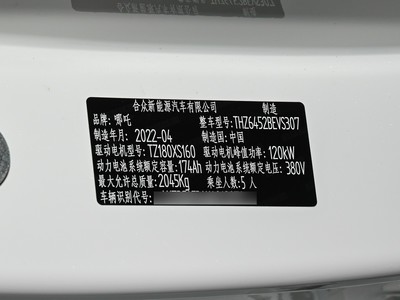 合众新能源汽车有限公司 制造
品牌:哪吒 整车型号:THZ6452BEVS307
制造年月:2022-04 制造国:中国
驱动电机型号:TZ180XS160 驱动电机峰值功率:120kW
动力电池系统额定容量:174Ah 动力电池系统额定电压:380V
最大允许总质量:2045Kg 乘坐人数:5人
车辆识别代号: